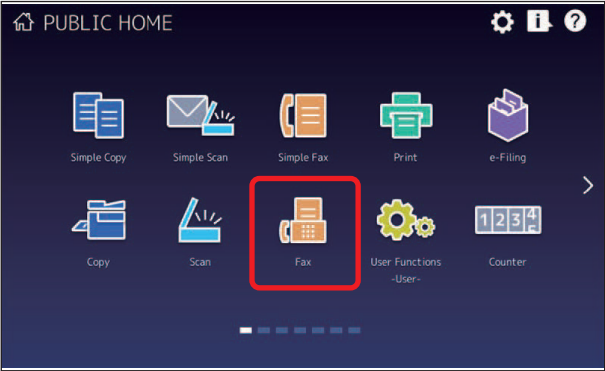 PUBLIC HOME
Simple Copy Simple Scan Simple Fax Print e-Filing
Copy Scan Fax User Functions Counter
-User-